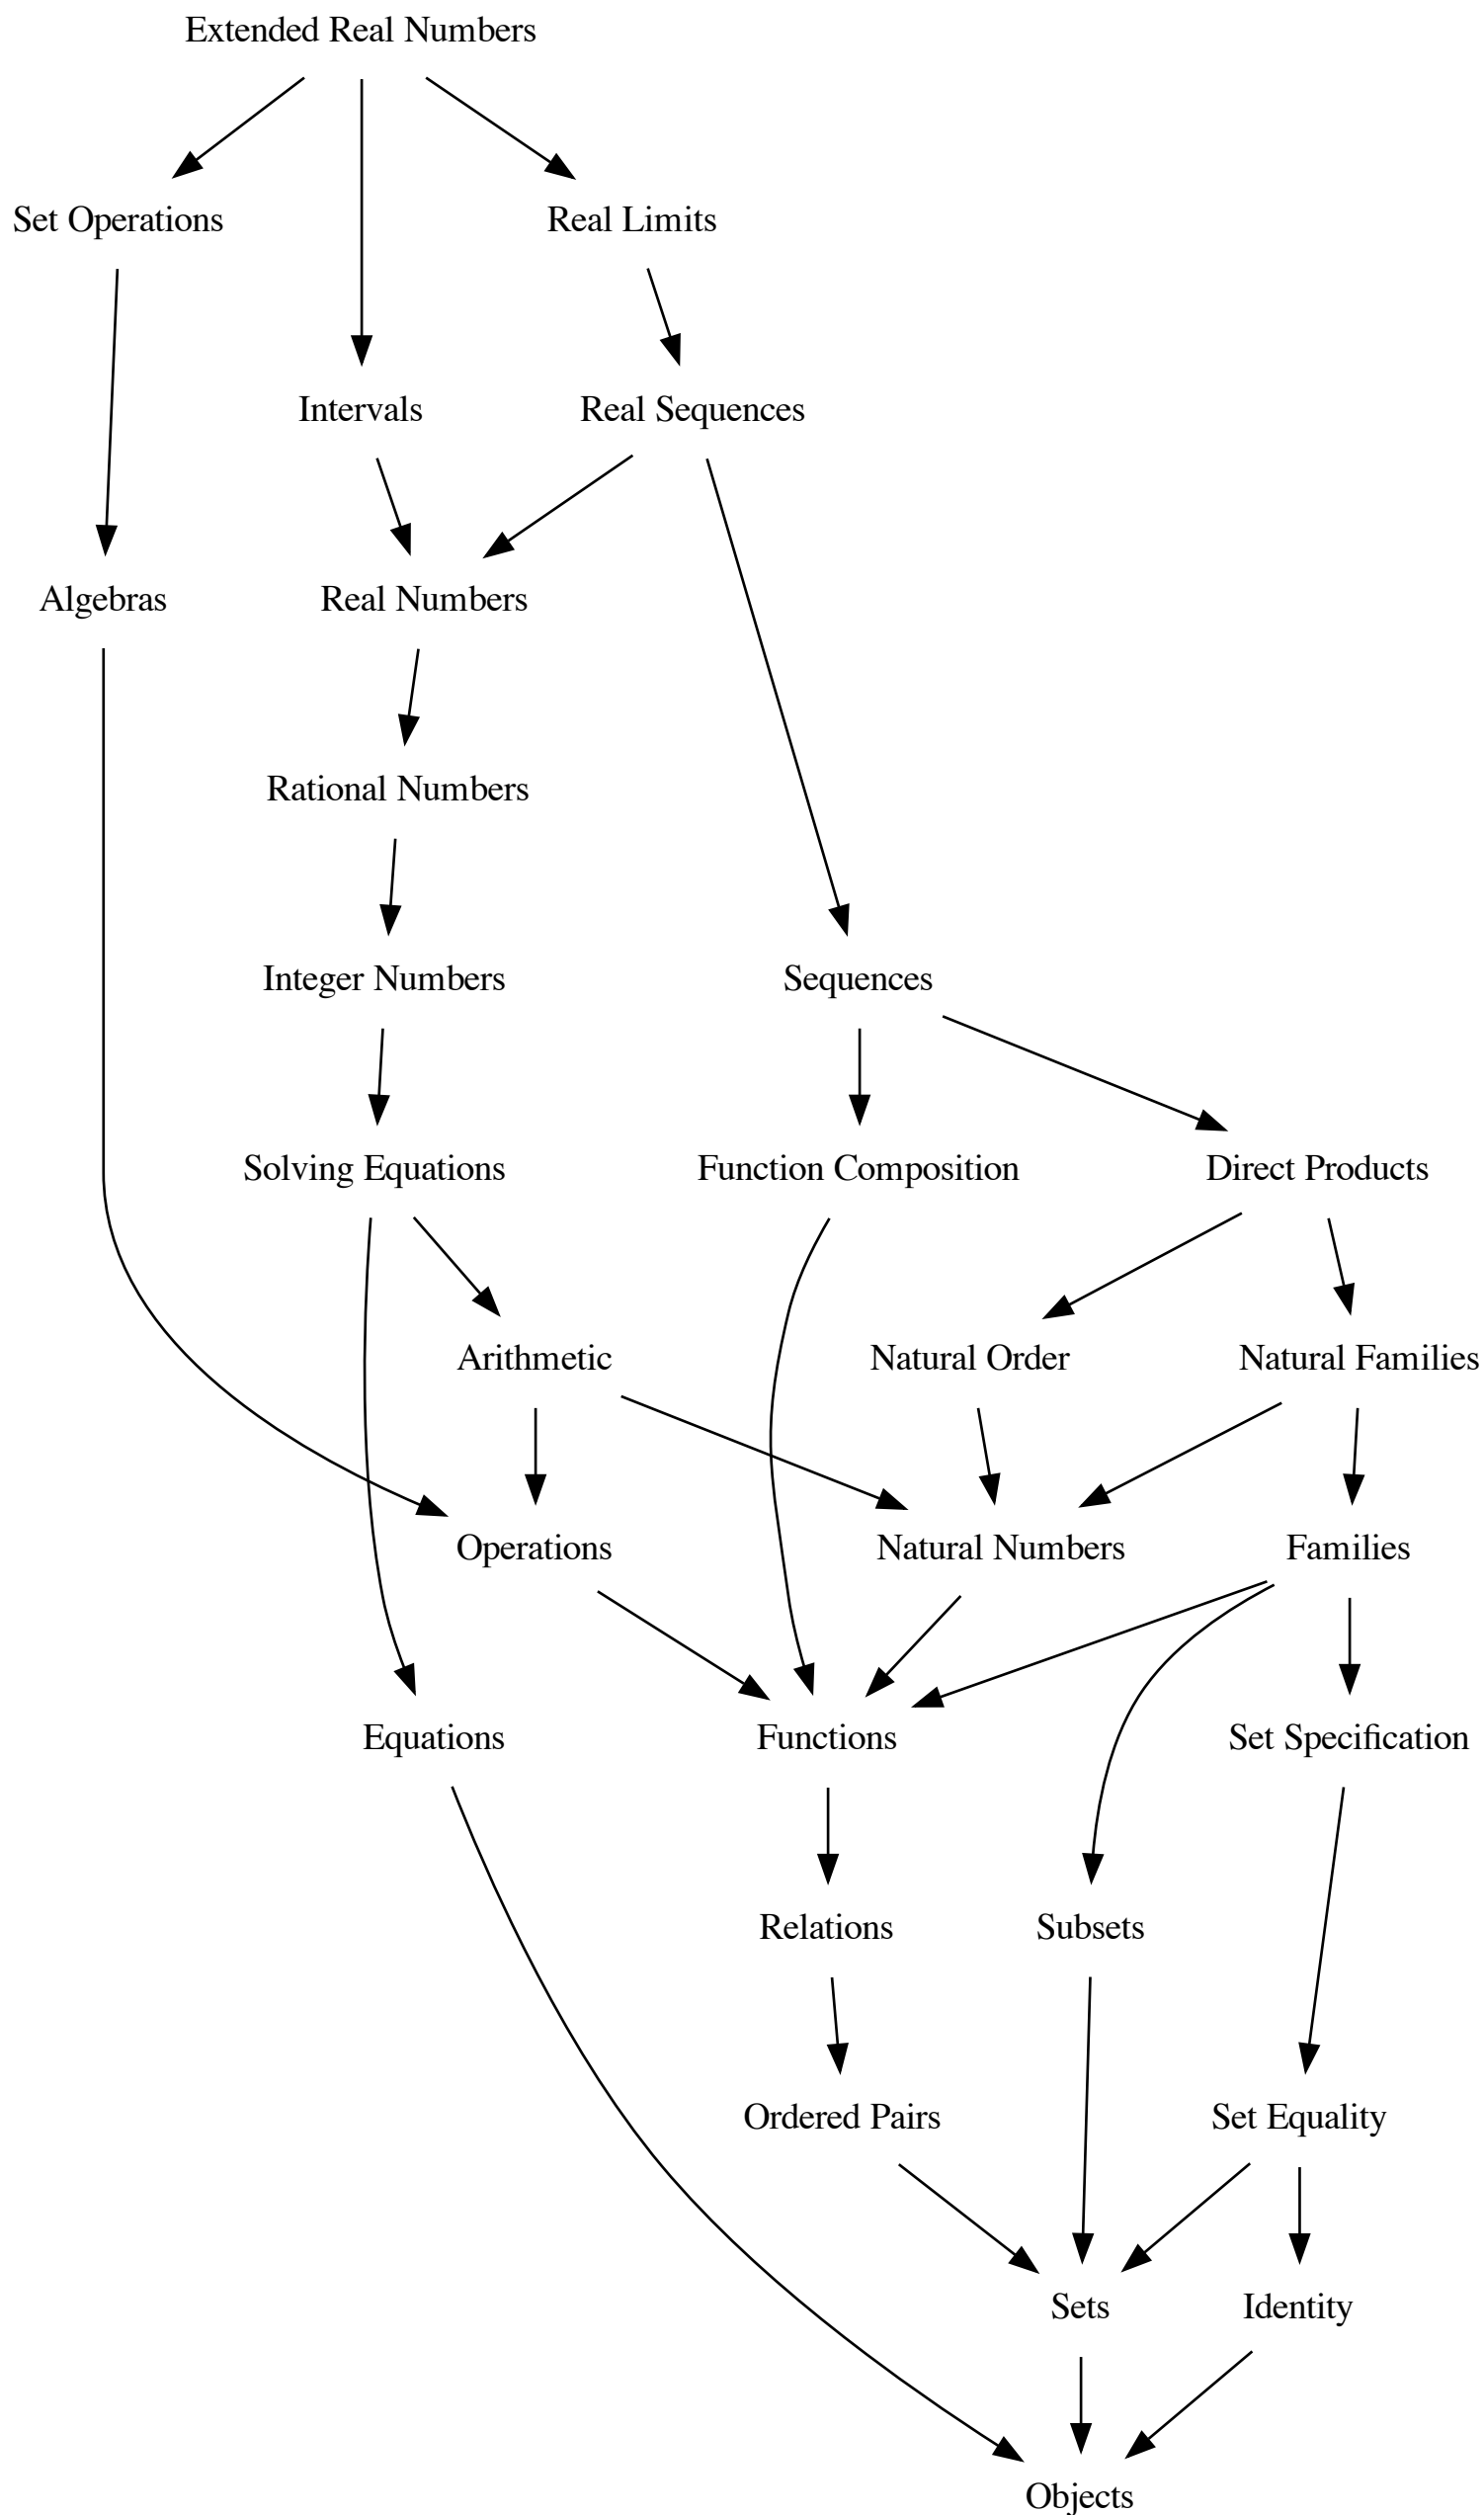 Extended Real Numbers
Set Operations
Real Limits
Intervals
Real Sequences
Algebras
Real Numbers
Rational Numbers
Integer Numbers
Sequences
Solving Equations
Function Composition
Direct Products
Arithmetic
Natural Order
Natural Families
Operations
Natural Numbers
Families
Equations
Functions
Set Specification
Relations
Subsets
Ordered Pairs
Set Equality
Sets
Identity
Objects